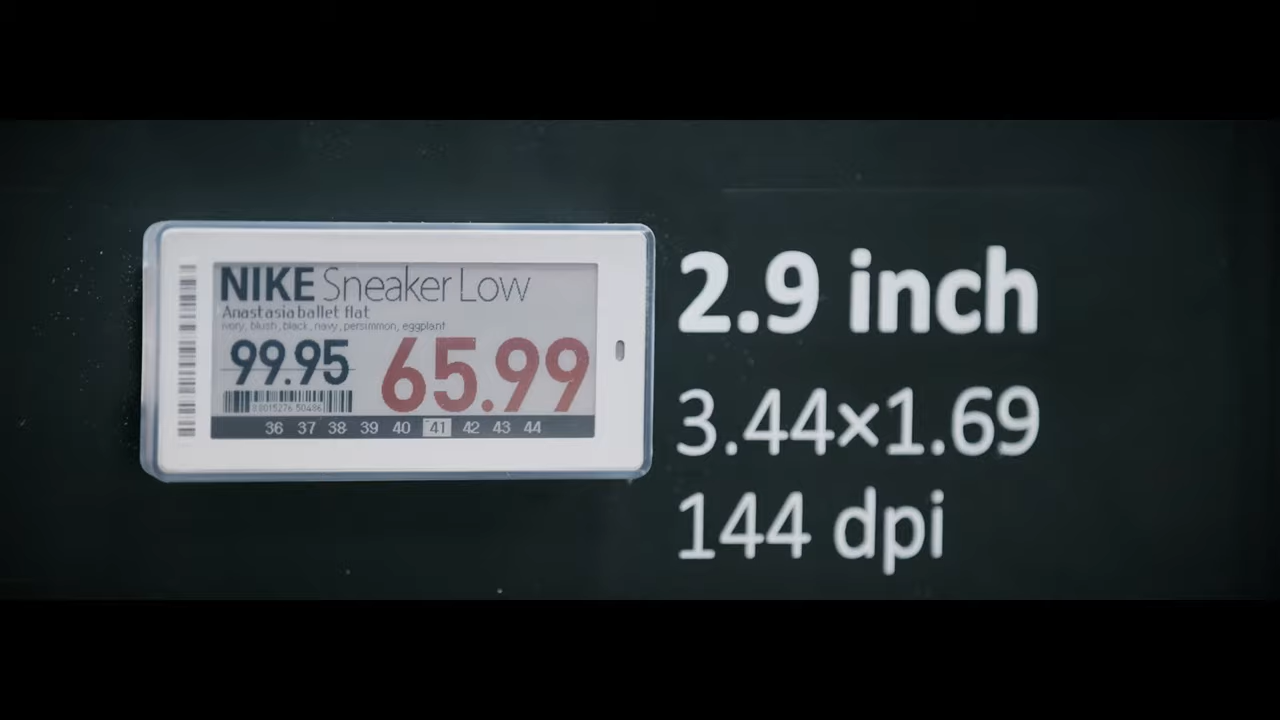 NIKE Sneaker Low
Anastasia ballet flat
ivory, blush, black, navy, persimmon, eggplant
99.95
65.99
36 37 38 39 40 41 42 43 44
2.9 inch
3.44×1.69
144 dpi